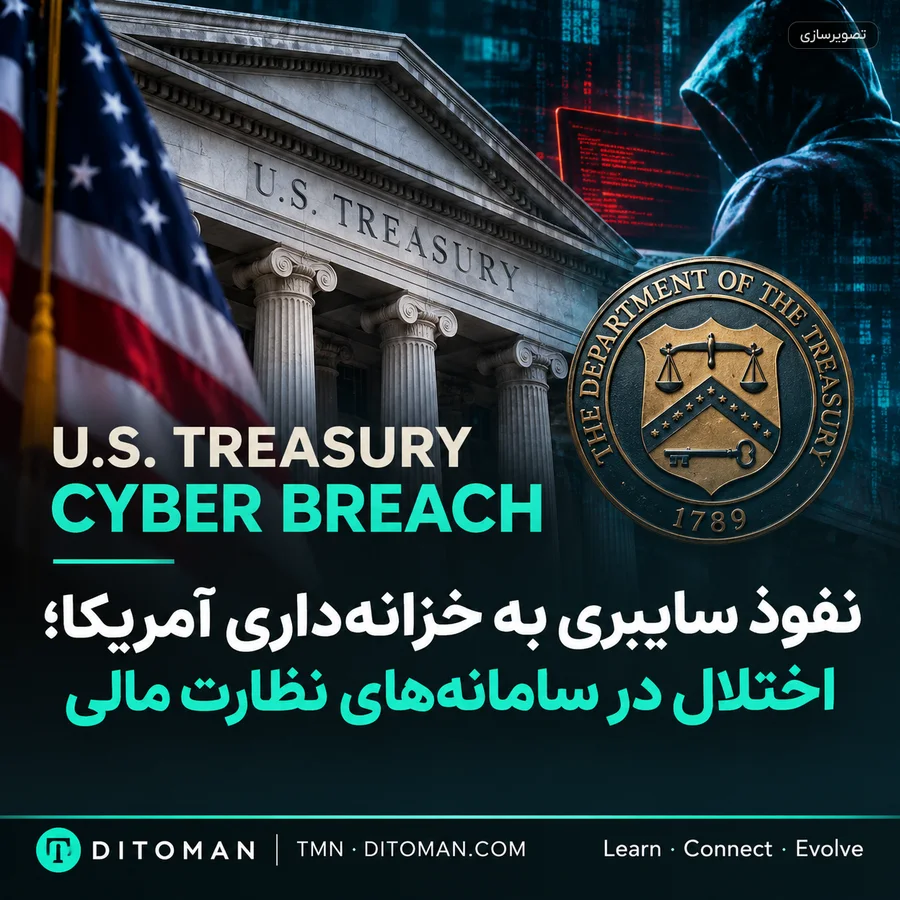 تصویرسازی
U.S. TREASURY
THE DEPARTMENT OF THE TREASURY
1789
U.S. TREASURY
CYBER BREACH
نفوذ سایبری به خزانه‌داری آمریکا؛
اختلال در سامانه‌های نظارت مالی
DITOMAN
TMN · DITOMAN.COM
Learn · Connect · Evolve